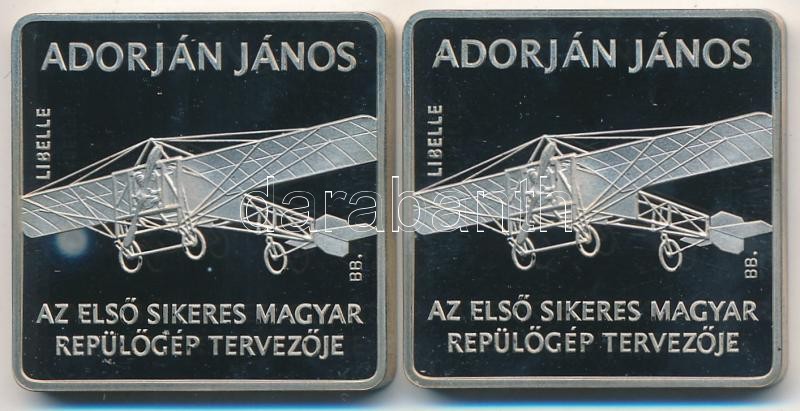 ADORJÁN JÁNOS
LIBELLE
BB.
AZ ELSŐ SIKERES MAGYAR
REPÜLŐGÉP TERVEZŐJE
ADORJÁN JÁNOS
LIBELLE
BB.
AZ ELSŐ SIKERES MAGYAR
REPÜLŐGÉP TERVEZŐJE
darabanth